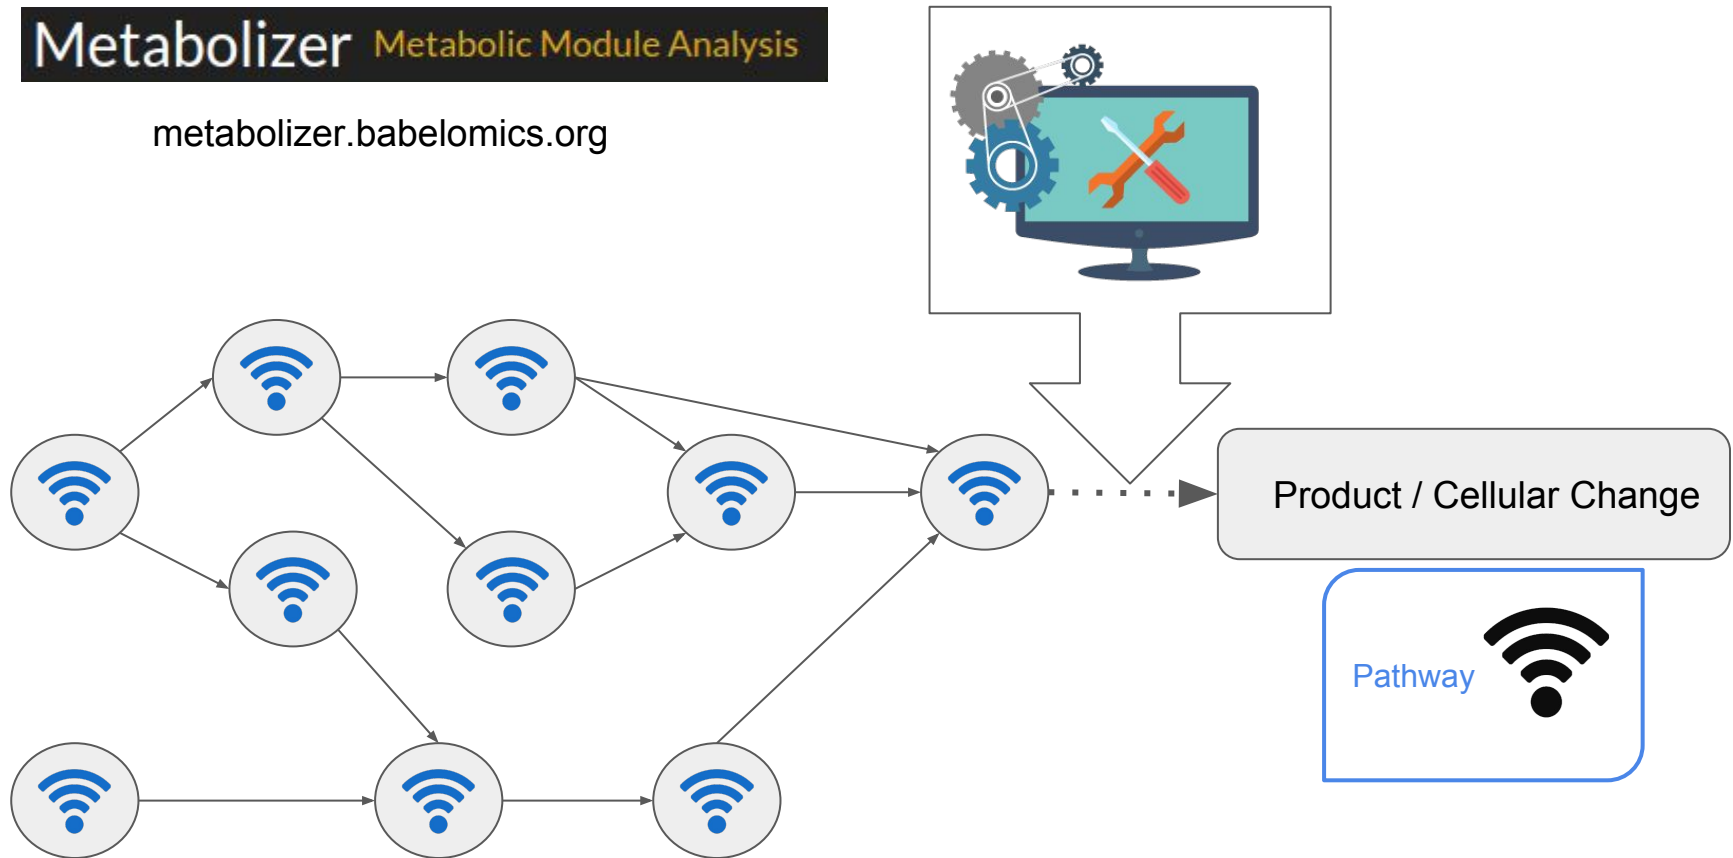 Metabolizer Metabolic Module Analysis
metabolizer.babelomics.org
Product / Cellular Change
Pathway